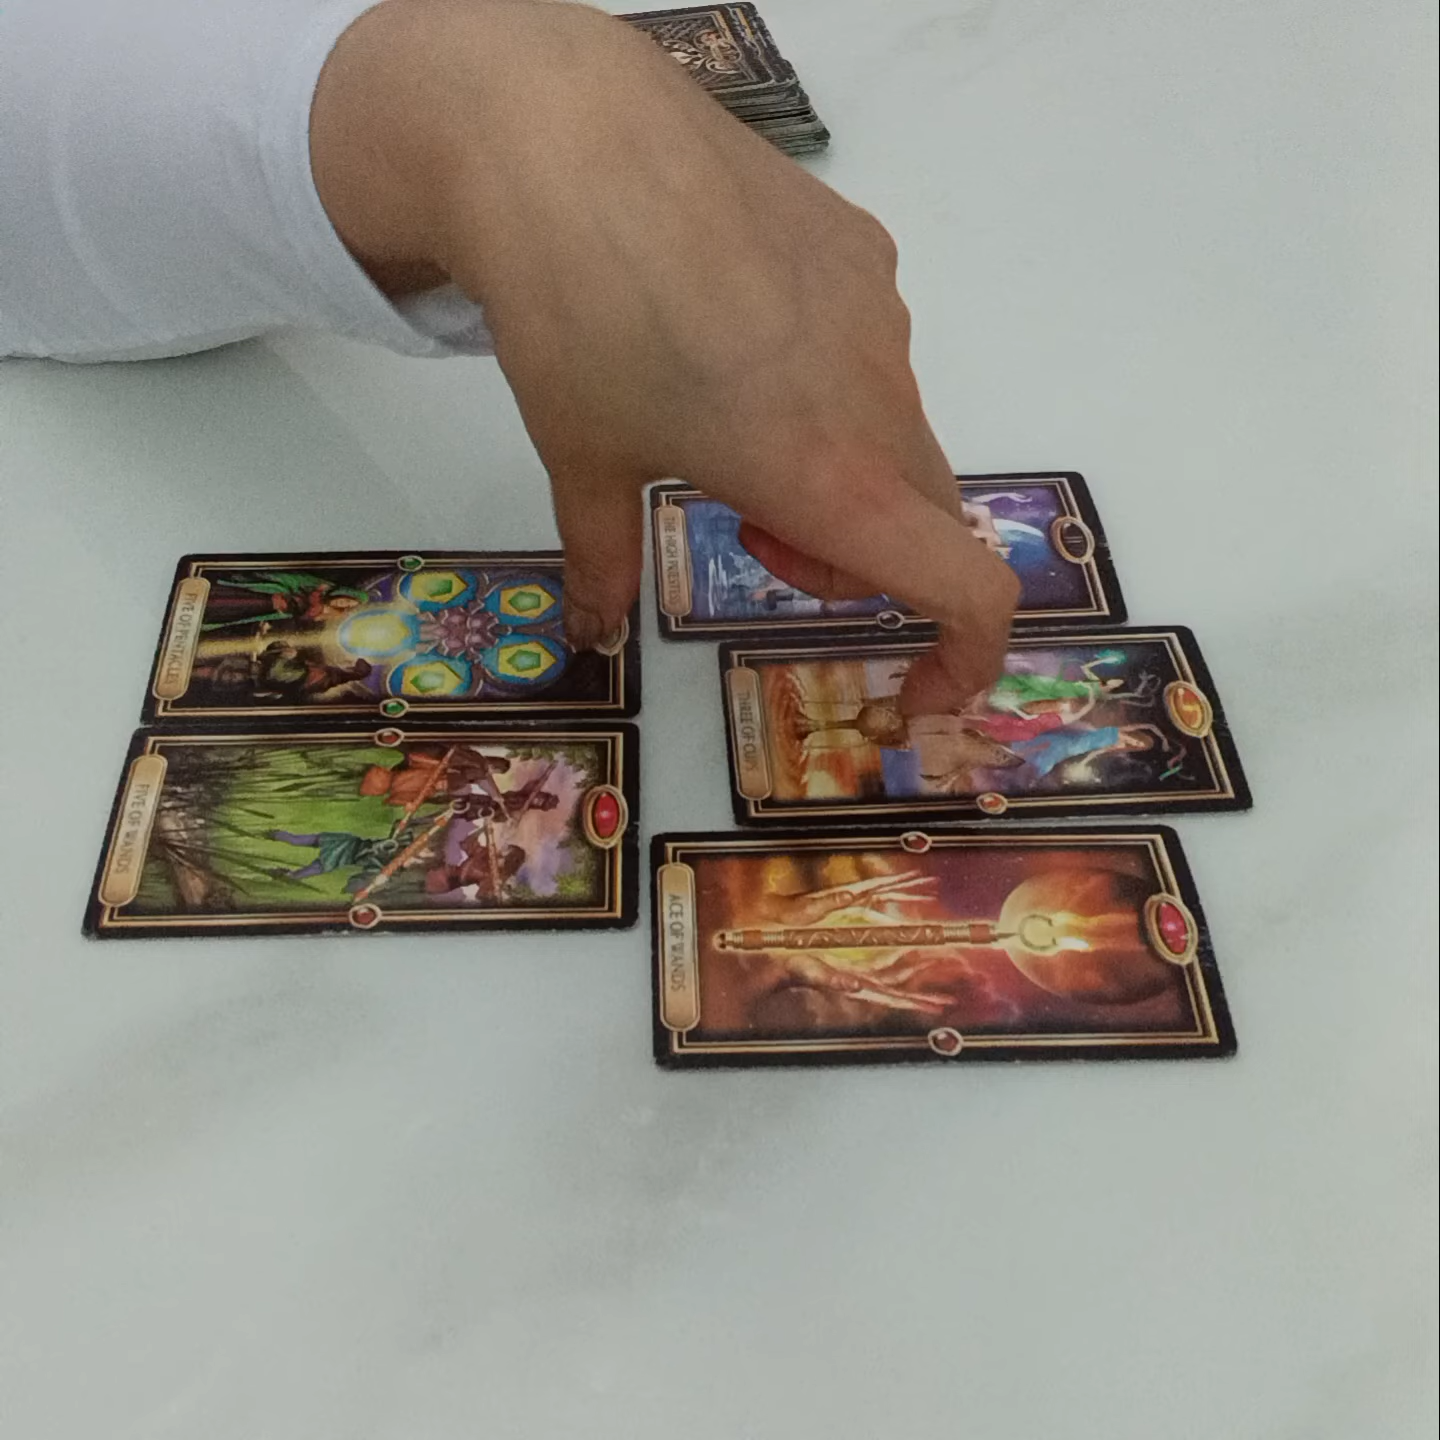 THE HIGH PRIESTESS
FIVE OF PENTACLES
THREE OF CUPS
FIVE OF WANDS
ACE OF WANDS